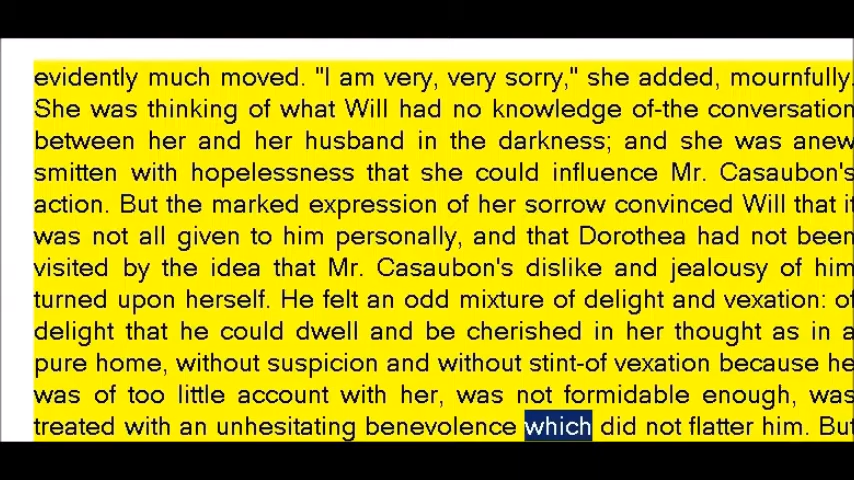 evidently much moved. "I am very, very sorry," she added, mournfully.
She was thinking of what Will had no knowledge of-the conversation
between her and her husband in the darkness; and she was anew
smitten with hopelessness that she could influence Mr. Casaubon's
action. But the marked expression of her sorrow convinced Will that it
was not all given to him personally, and that Dorothea had not been
visited by the idea that Mr. Casaubon's dislike and jealousy of him
turned upon herself. He felt an odd mixture of delight and vexation: of
delight that he could dwell and be cherished in her thought as in a
pure home, without suspicion and without stint-of vexation because he
was of too little account with her, was not formidable enough, was
treated with an unhesitating benevolence which did not flatter him. But